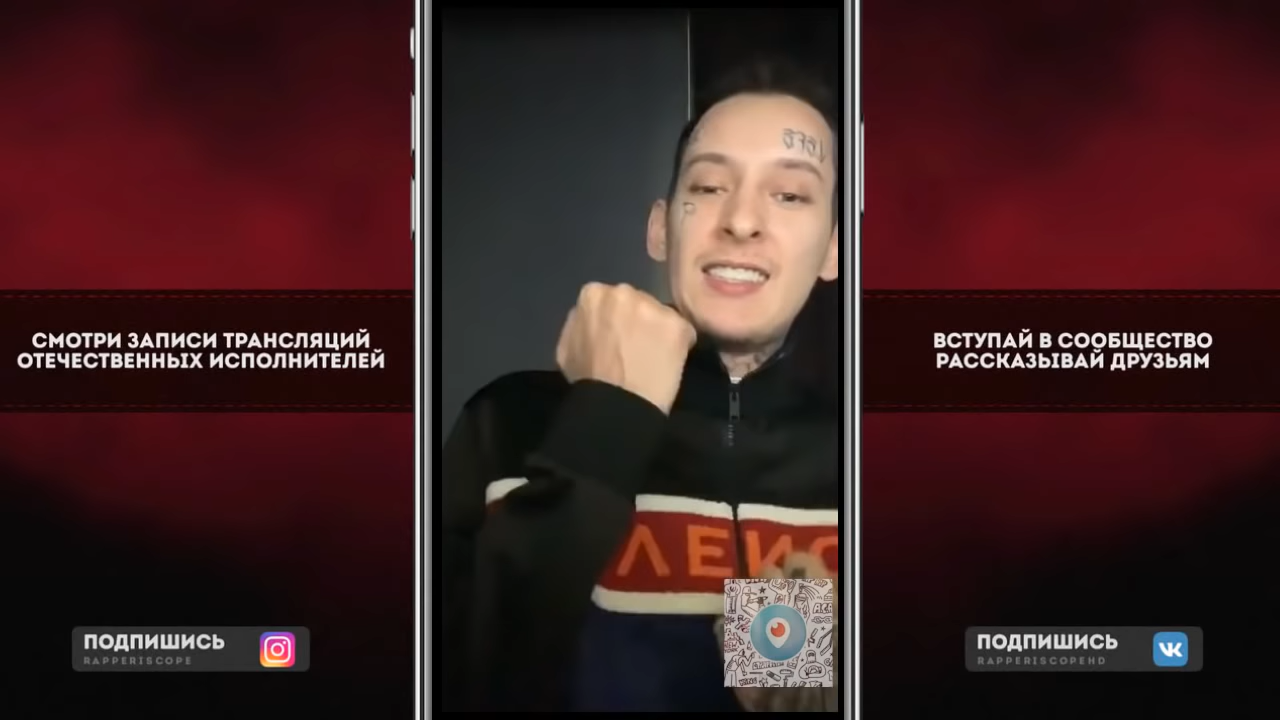 СМОТРИ ЗАПИСИ ТРАНСЛЯЦИЙ
ОТЕЧЕСТВЕННЫХ ИСПОЛНИТЕЛЕЙ
ВСТУПАЙ В СООБЩЕСТВО
РАССКАЗЫВАЙ ДРУЗЬЯМ
ПОДПИШИСЬ
RAPPERISCOPE
ПОДПИШИСЬ
RAPPERISCOPEHD